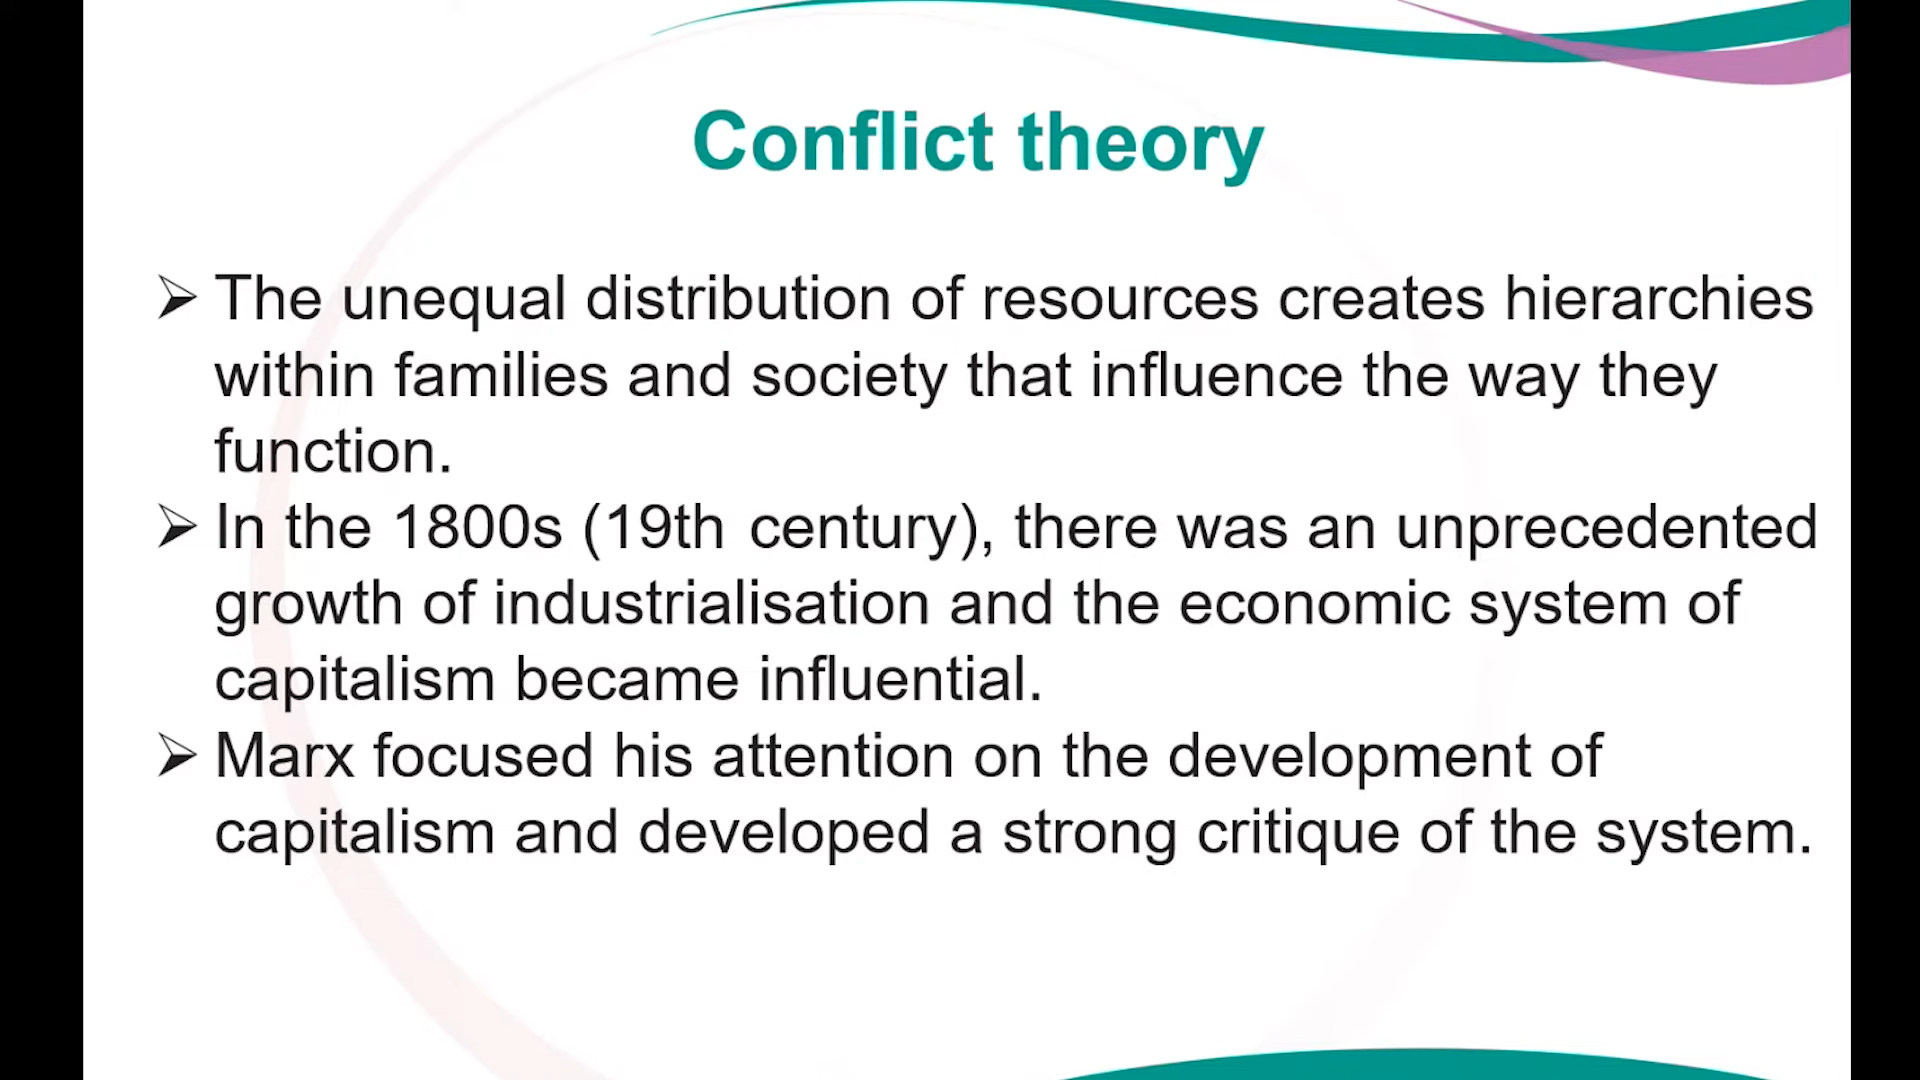 Conflict theory
➢ The unequal distribution of resources creates hierarchies
within families and society that influence the way they
function.
➢ In the 1800s (19th century), there was an unprecedented
growth of industrialisation and the economic system of
capitalism became influential.
➢ Marx focused his attention on the development of
capitalism and developed a strong critique of the system.